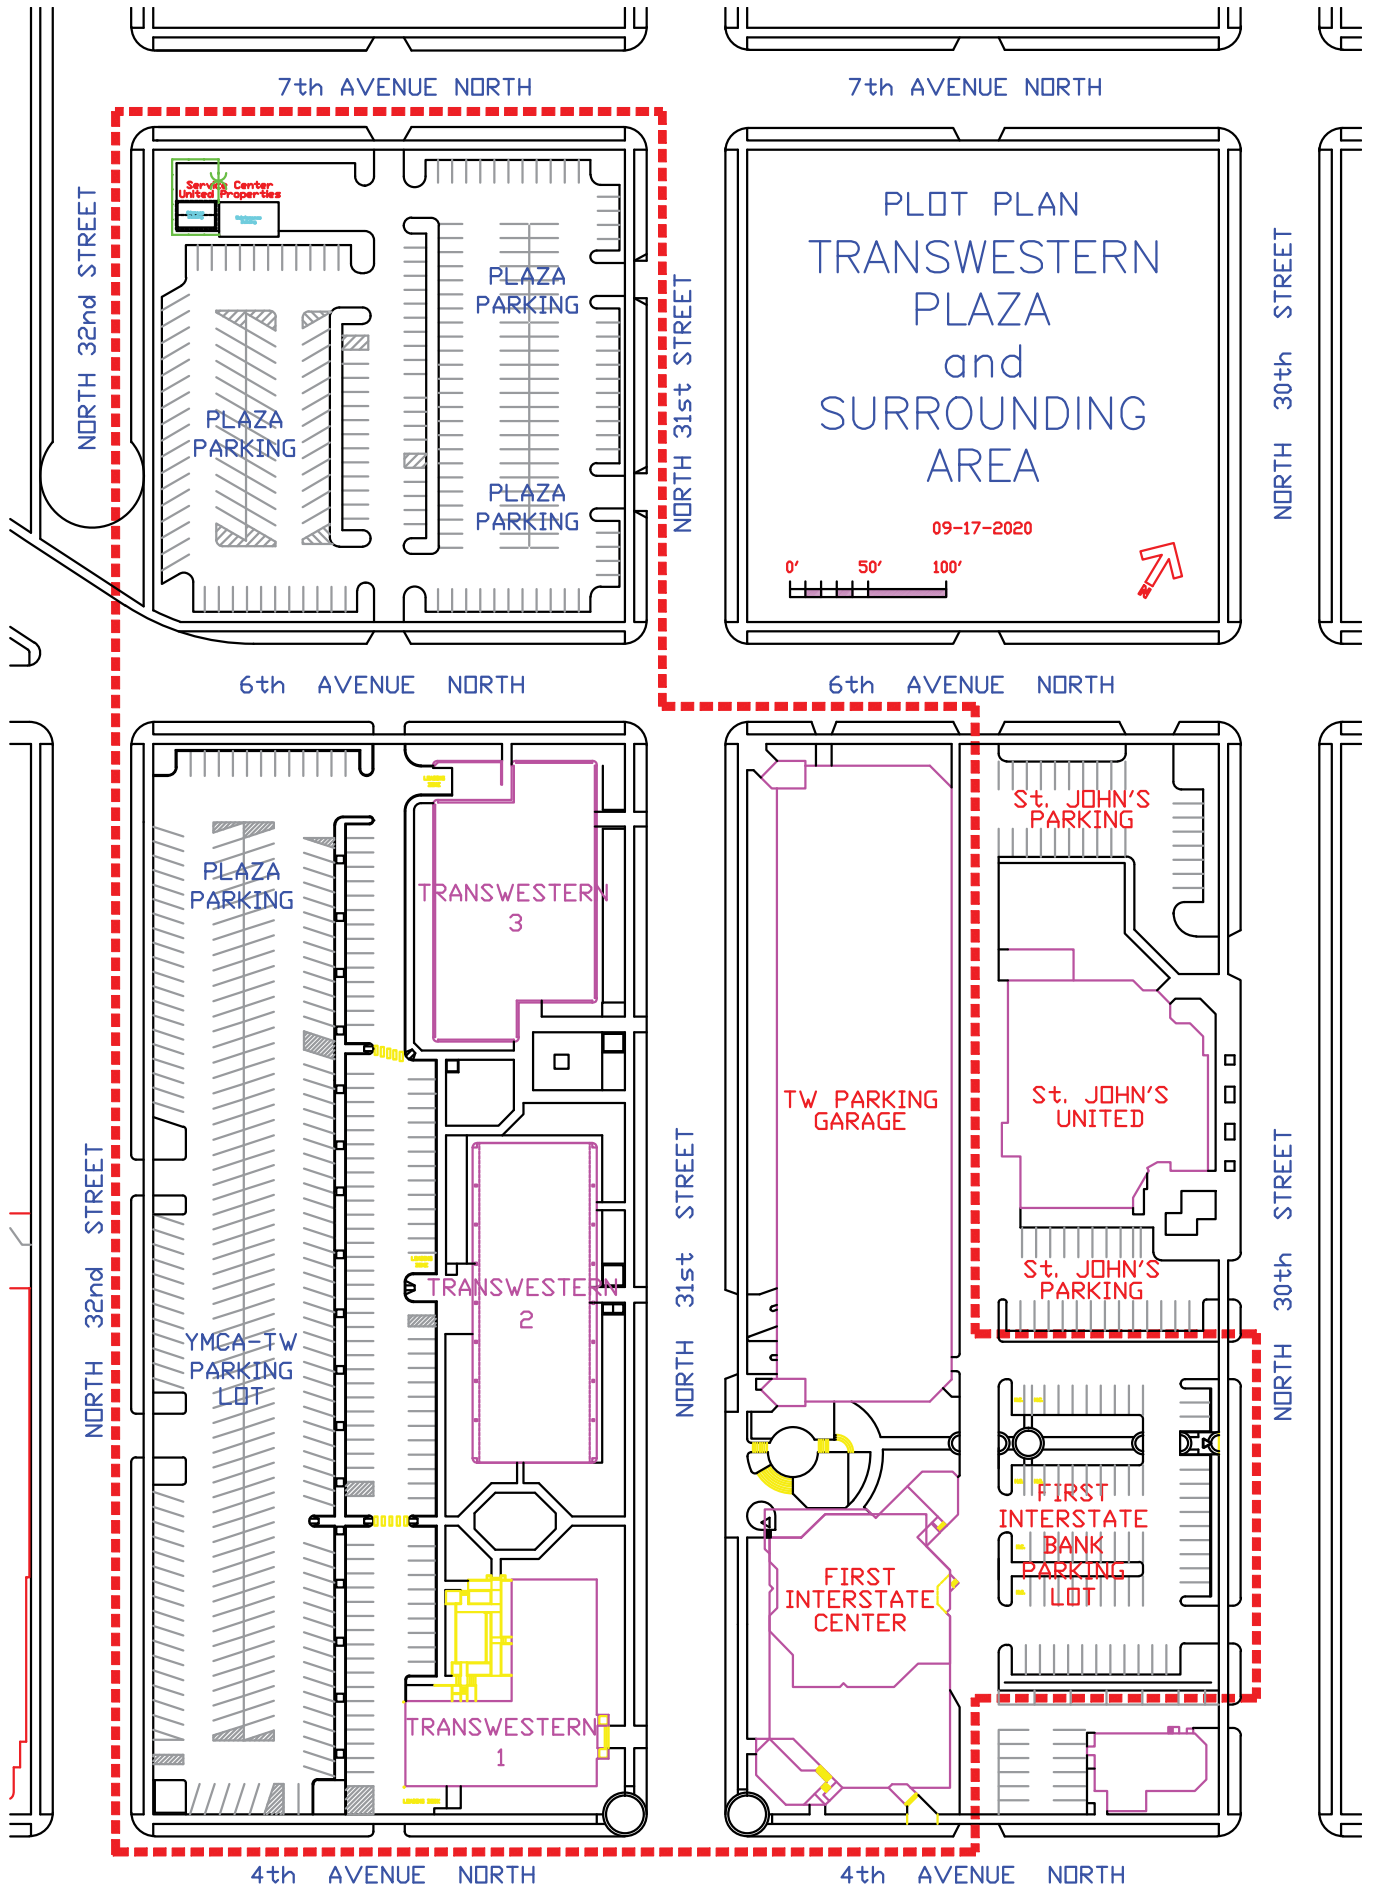 7th AVENUE NORTH
7th AVENUE NORTH
Service Center
United Properties
NORTH 32nd STREET
PLAZA
PARKING
PLAZA
PARKING
PLAZA
PARKING
NORTH 31st STREET
PLOT PLAN
TRANSWESTERN
PLAZA
and
SURROUNDING
AREA
09-17-2020
0' 50' 100'
N
NORTH 30th STREET
6th AVENUE NORTH
6th AVENUE NORTH
PLAZA
PARKING
TRANSWESTERN
3
St. JOHN'S
PARKING
TW PARKING
GARAGE
St. JOHN'S
UNITED
St. JOHN'S
PARKING
NORTH 32nd STREET
YMCA-TW
PARKING
LOT
TRANSWESTERN
2
NORTH 31st STREET
NORTH 30th STREET
FIRST
INTERSTATE
BANK
PARKING
LOT
FIRST
INTERSTATE
CENTER
TRANSWESTERN
1
4th AVENUE NORTH
4th AVENUE NORTH